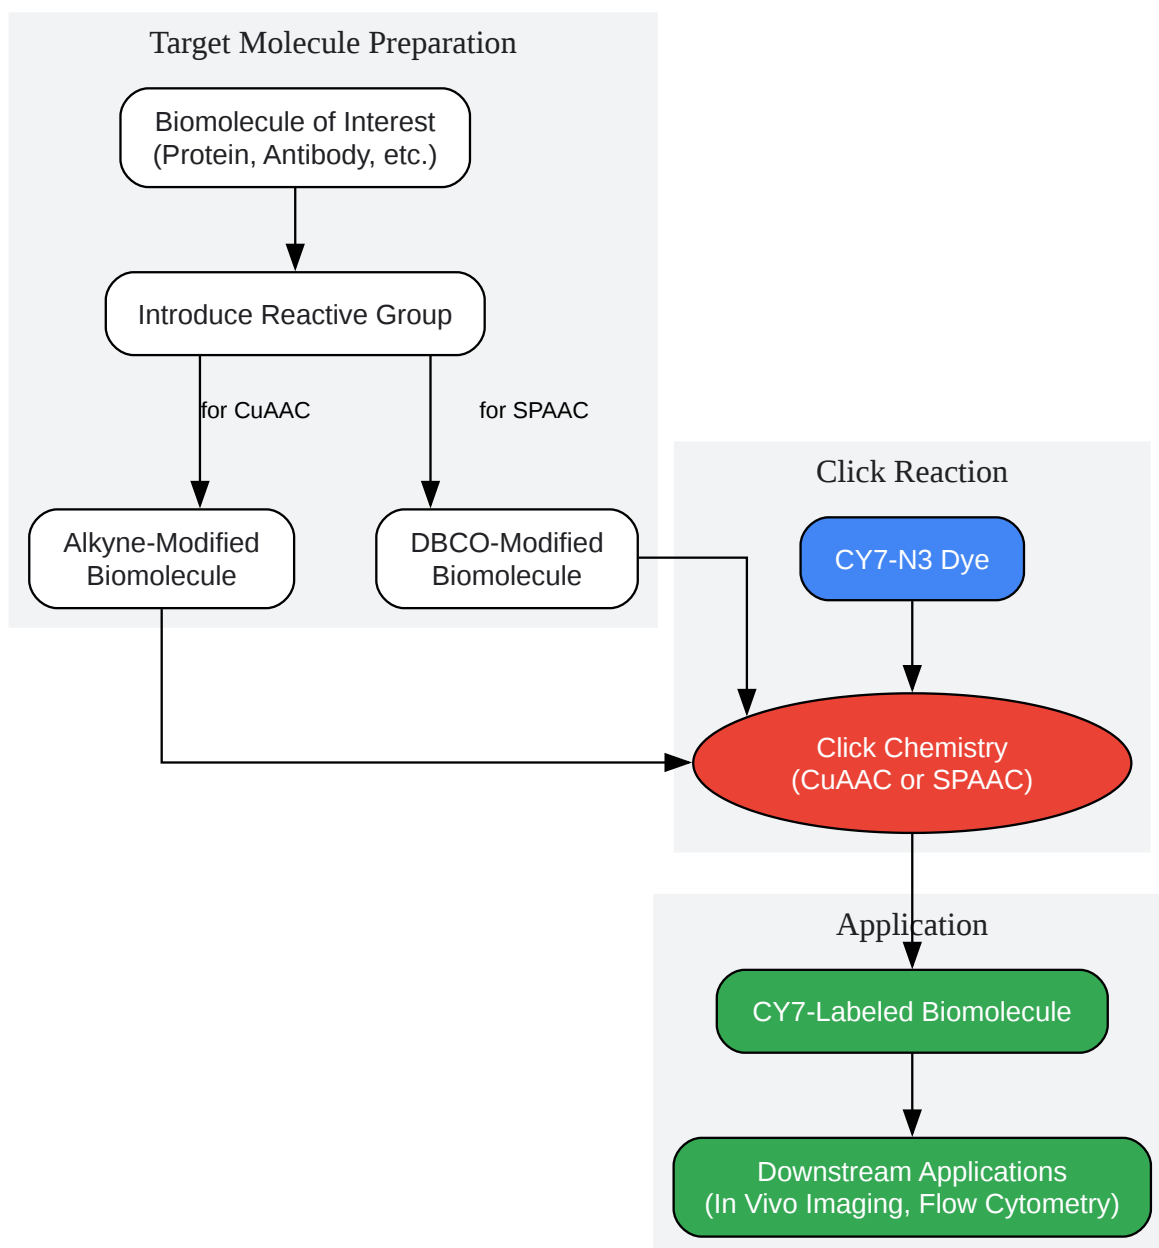 Target Molecule Preparation
Biomolecule of Interest
(Protein, Antibody, etc.)
Introduce Reactive Group
for CuAAC
for SPAAC
Alkyne-Modified
Biomolecule
DBCO-Modified
Biomolecule
Click Reaction
CY7-N3 Dye
Click Chemistry
(CuAAC or SPAAC)
Application
CY7-Labeled Biomolecule
Downstream Applications
(In Vivo Imaging, Flow Cytometry)